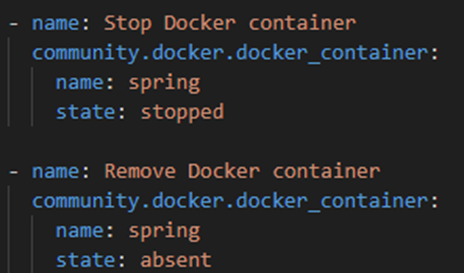 - name: Stop Docker container
  community.docker.docker_container:
    name: spring
    state: stopped

- name: Remove Docker container
  community.docker.docker_container:
    name: spring
    state: absent